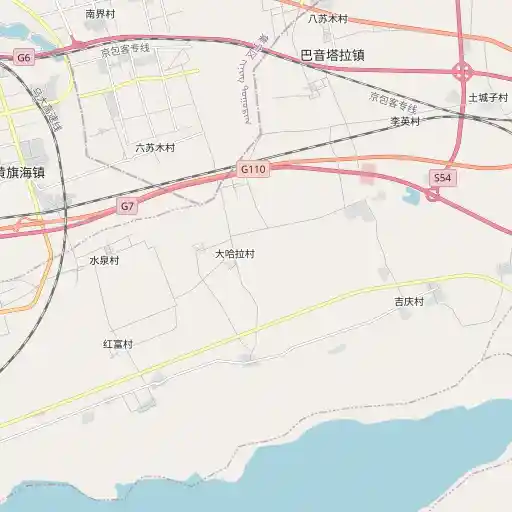 南界村
八苏木村
京包客专线
巴音塔拉镇
G6
京包客专线
土城子村
李英村
六苏木村
G110
黄旗海镇
S54
G7
大哈拉村
水泉村
吉庆村
红富村